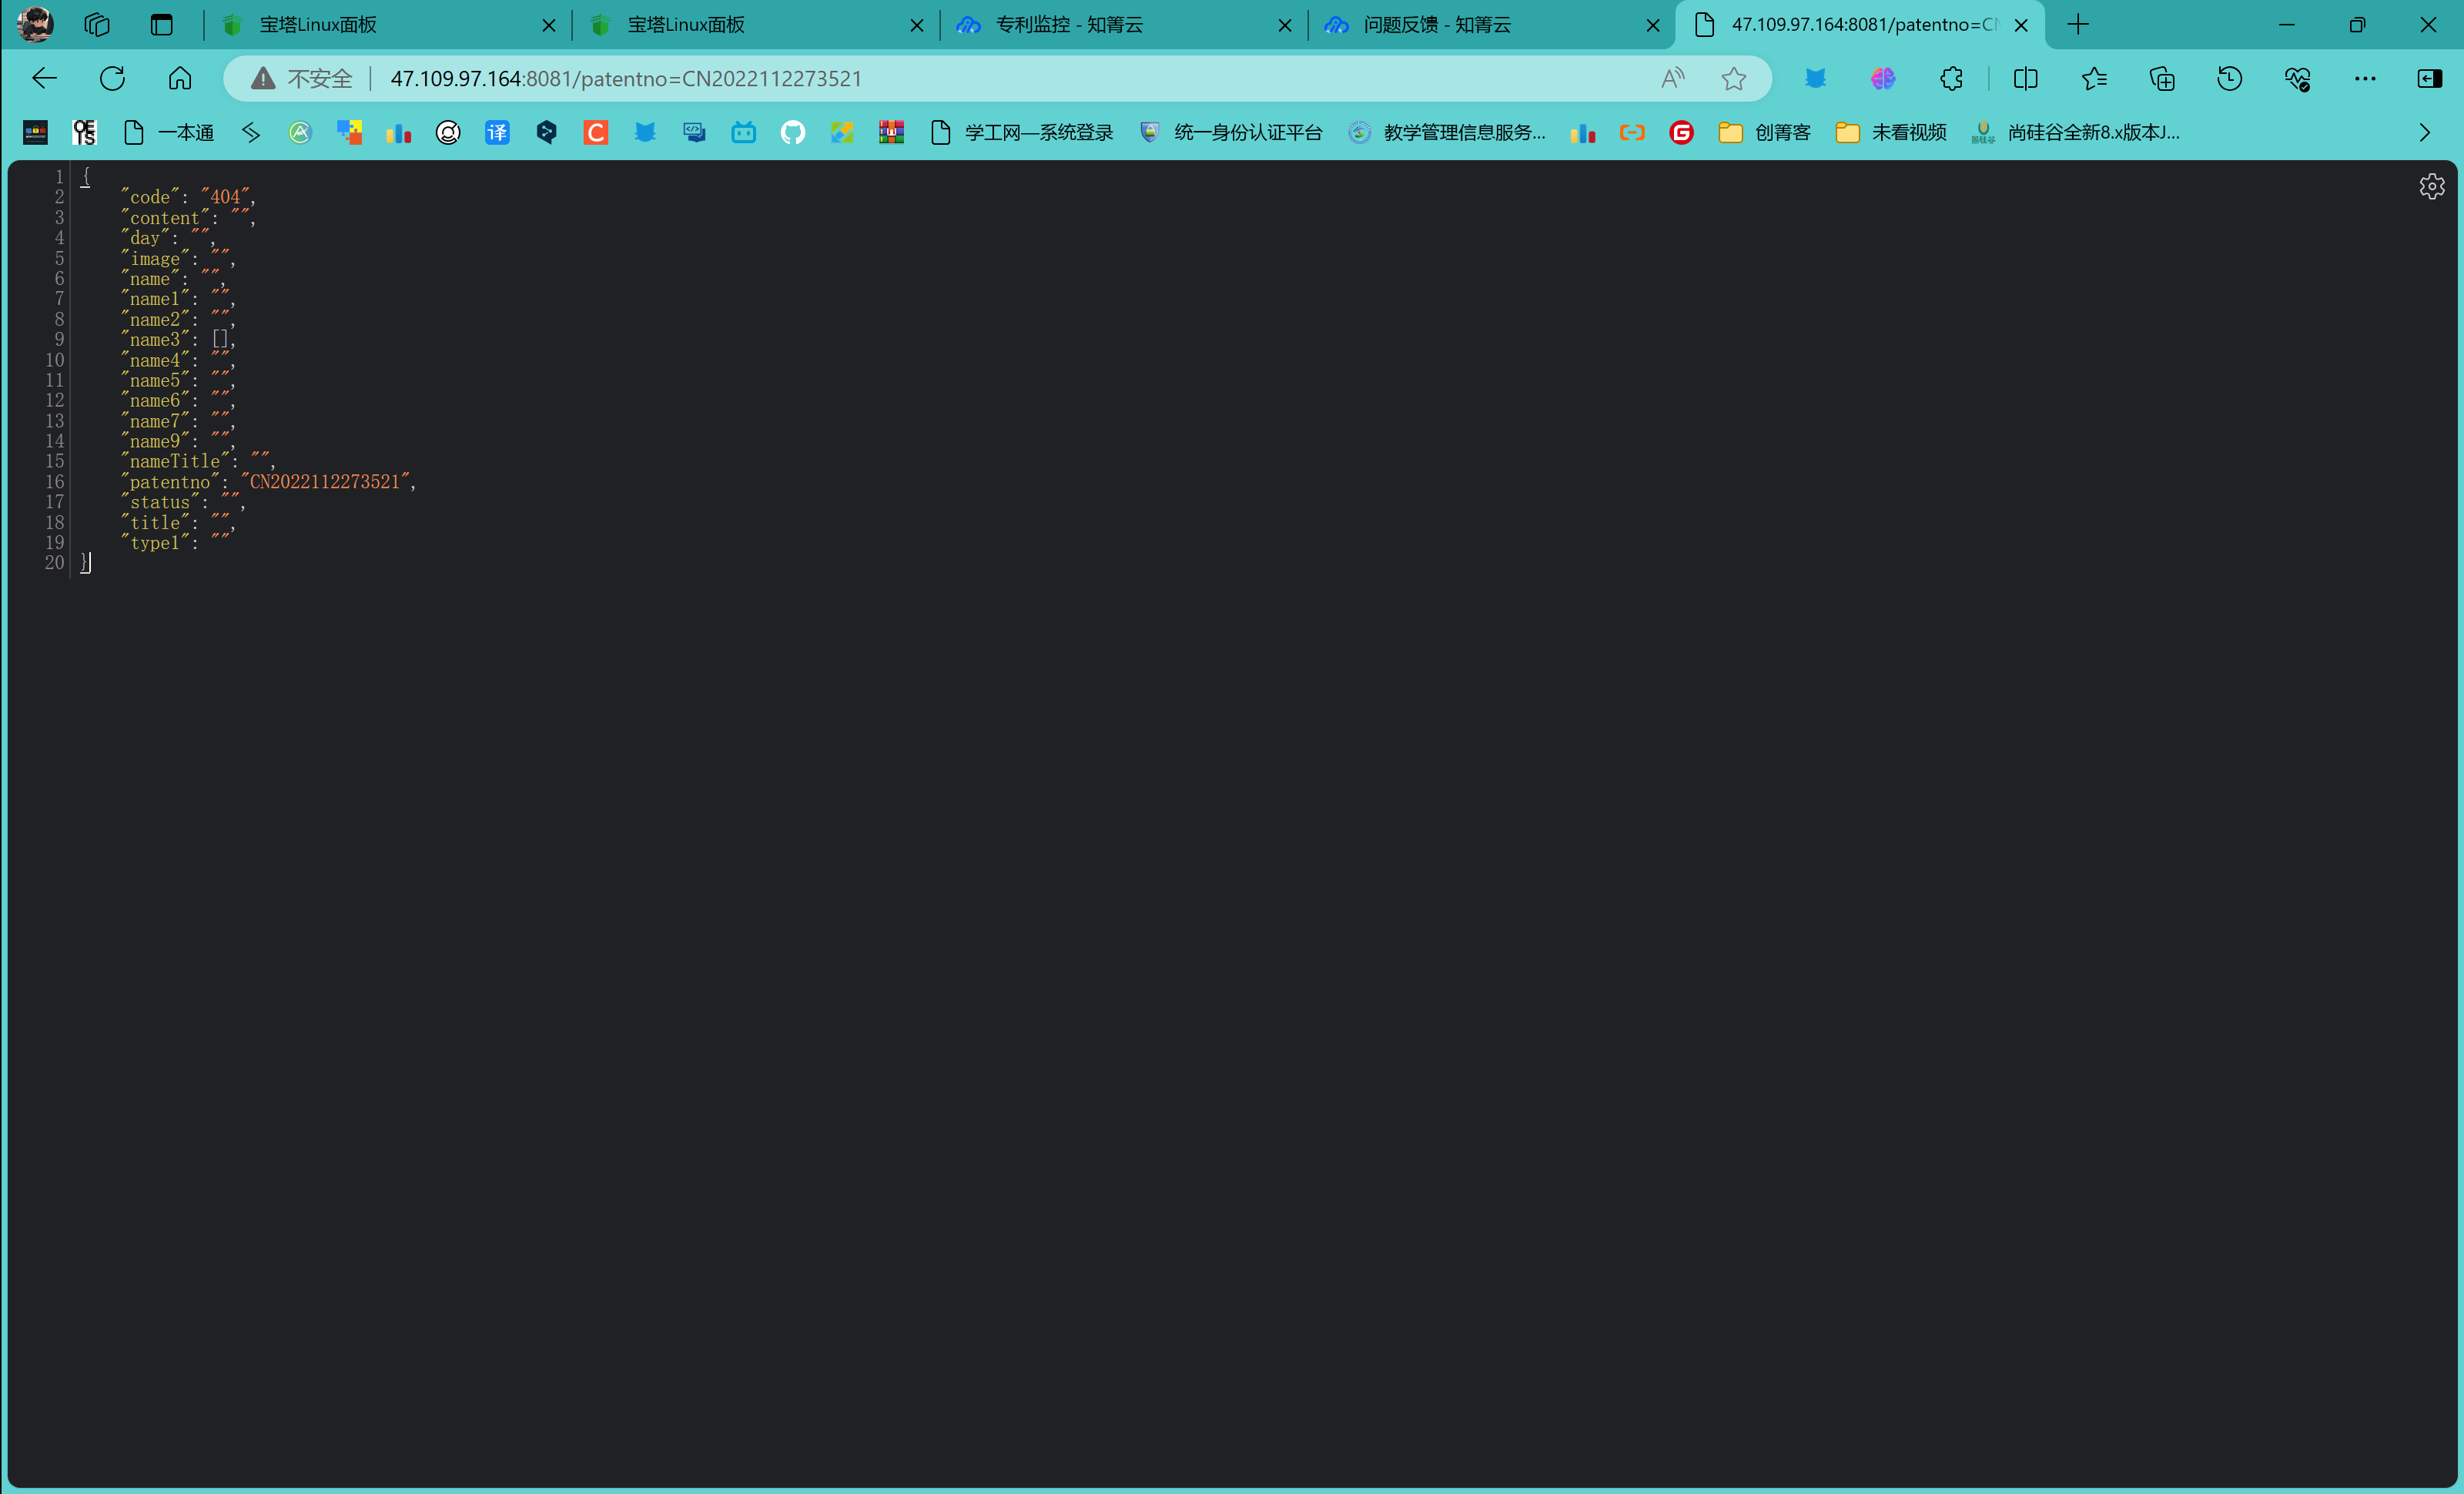 宝塔Linux面板
宝塔Linux面板
专利监控 - 知箐云
问题反馈 - 知箐云
47.109.97.164:8081/patentno=CN
不安全
47.109.97.164:8081/patentno=CN2022112273521
一本通
译
C
学工网—系统登录
统一身份认证平台
教学管理信息服务...
G
创箐客
未看视频
尚硅谷全新8.x版本J...
1 {
2 "code": "404",
3 "content": "",
4 "day": "",
5 "image": "",
6 "name": "",
7 "name1": "",
8 "name2": "",
9 "name3": [],
10 "name4": "",
11 "name5": "",
12 "name6": "",
13 "name7": "",
14 "name9": "",
15 "nameTitle": "",
16 "patentno": "CN2022112273521",
17 "status": "",
18 "title": "",
19 "type1": ""
20 }